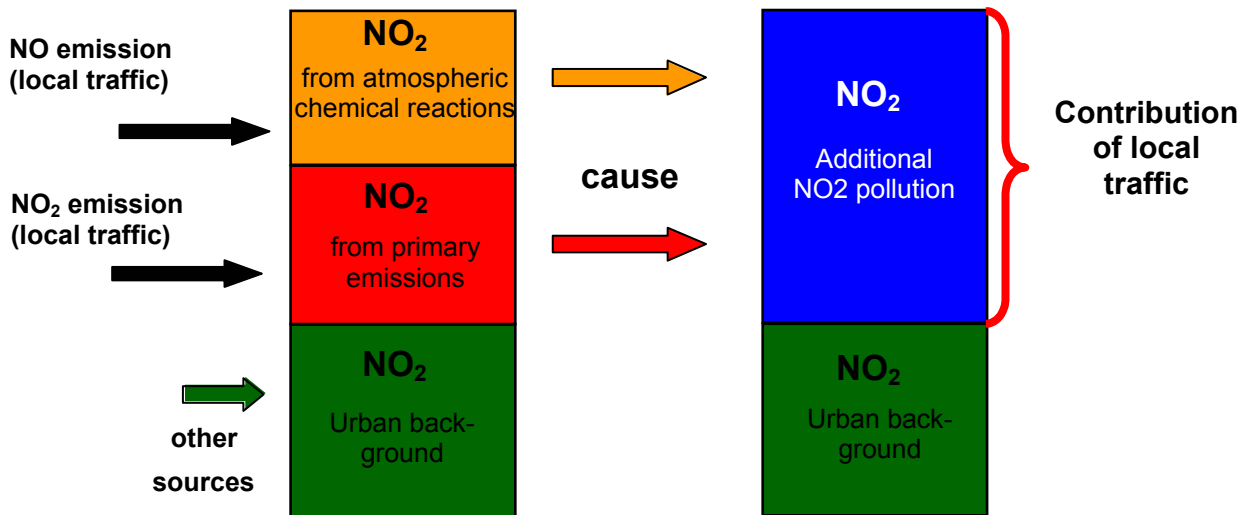 NO emission
(local traffic)
NO₂ emission
(local traffic)
other
sources
NO₂
from atmospheric
chemical reactions
NO₂
from primary
emissions
NO₂
Urban back-
ground
cause
NO₂
Additional
NO2 pollution
NO₂
Urban back-
ground
Contribution
of local
traffic